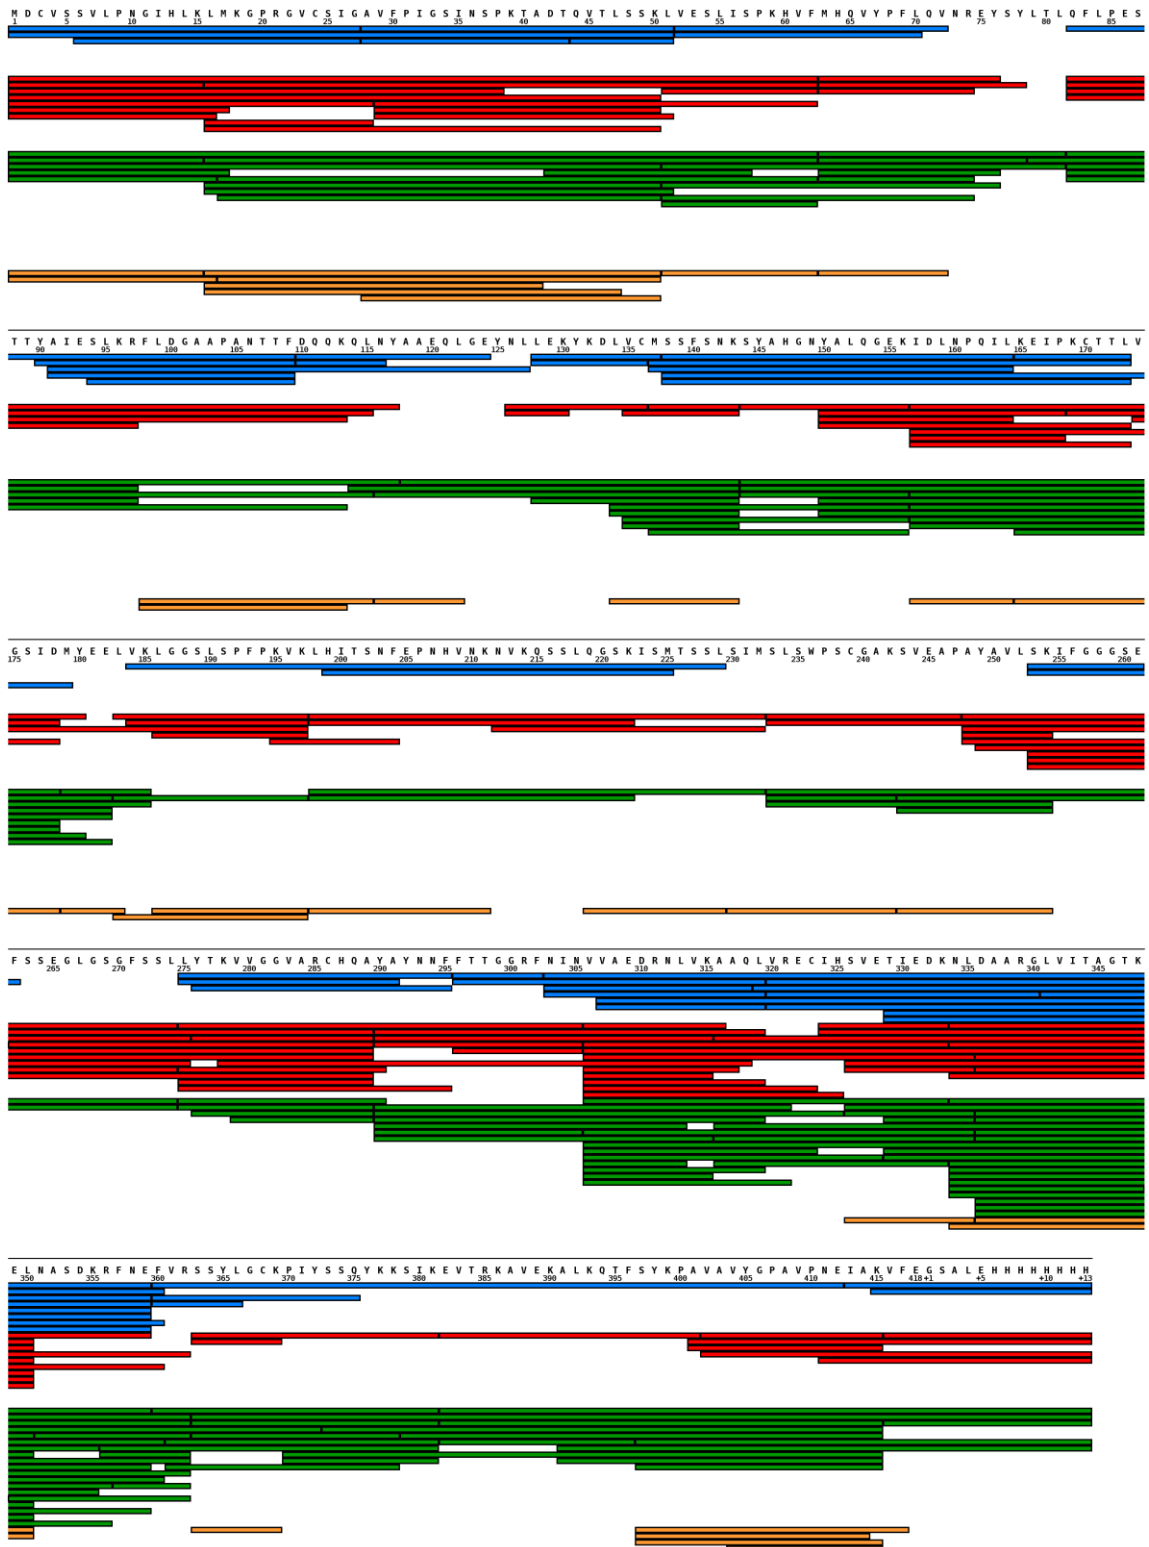 M D C V S S V L P N G I H L K L M K G P R G V C S I G A V F P I G S I N S P K T A D T Q V T L S S K L V E S L I S P K H V F M H Q V Y P F L Q V N R E Y S Y L T L Q F L P E S
1 5 10 15 20 25 30 35 40 45 50 55 60 65 70 75 80 85
T T Y A I E S L K R F L D G A A P A N T T F D Q Q K Q L N Y A A E Q L G E Y N L L E K Y K D L V C M S S F S N K S Y A H G N Y A L Q G E K I D L N P Q I L K E I P K C T T L V
90 95 100 105 110 115 120 125 130 135 140 145 150 155 160 165 170
G S I D M Y E E L V K L G G S L S P F P K V K L H I T S N F E P N H V N K N V K Q S S L Q G S K I S M T S S L S I M S L S W P S C G A K S V E A P A Y A V L S K I F G G G S E
175 180 185 190 195 200 205 210 215 220 225 230 235 240 245 250 255 260
F S S E G L G S G F S S L L Y T K V V G G V A R C H Q A Y A Y N N F F T T G G R F N I N V V A E D R N L V K A A Q L V R E C I H S V E T I E D K N L D A A R G L V I T A G T K
265 270 275 280 285 290 295 300 305 310 315 320 325 330 335 340 345
E L N A S D K R F N E F V R S S Y L G C K P I Y S S Q Y K K S I K E V T R K A V E K A L K Q T F S Y K P A V A V Y G P A V P N E I A K V F E G S A L E H H H H H H H H
350 355 360 365 370 375 380 385 390 395 400 405 410 415 418+1 +5 +10 +13